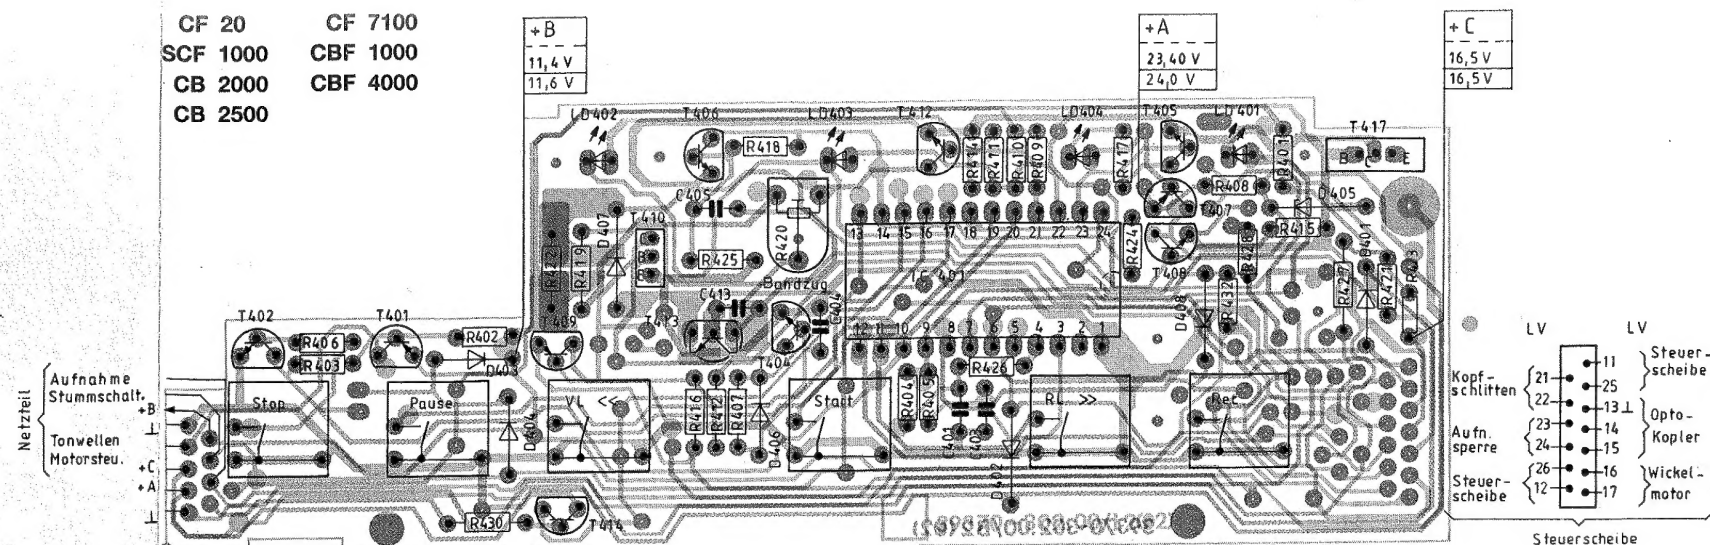 CF 20 CF 7100
SCF 1000 CBF 1000
CB 2000 CBF 4000
CB 2500
+B
11,4 V
11,6 V
+A
23,40 V
24,0 V
+C
16,5 V
16,5 V
LD402 T406 LD403 T412 LD404 T405 LD401 T417
R418 R414 R411 R410 R409 R417 R401 B C E
C405 R408 D405
D407 T410 R420 T407 R415
13 14 15 16 17 18 19 20 21 22 23 24
R424 R428 D401
R422 R419 R425 IC 401 T408 R427 R421
Bandzug
C413 C404 D408 R432
T402 T401 T409 T413 T404
12 11 10 9 8 7 6 5 4 3 2 1
R406 R402
R403 D403 R426
Stop Pause VL << Start RL >> Rec
R416 R412 R407 R404 R405
D404 D406 C401 D402
R430 T414
Netzteil
Aufnahme
Stummschalt.
+B
⊥
Tonwellen
Motorsteu.
+C
+A
⊥
LV LV
Kopf-
schlitten
21
22
Aufn.
sperre
23
24
Steuer-
scheibe
26
12
11
25
Steuer-
scheibe
13 ⊥
14
15
Opto-
Koppler
16
17
Wickel-
motor
Steuerscheibe